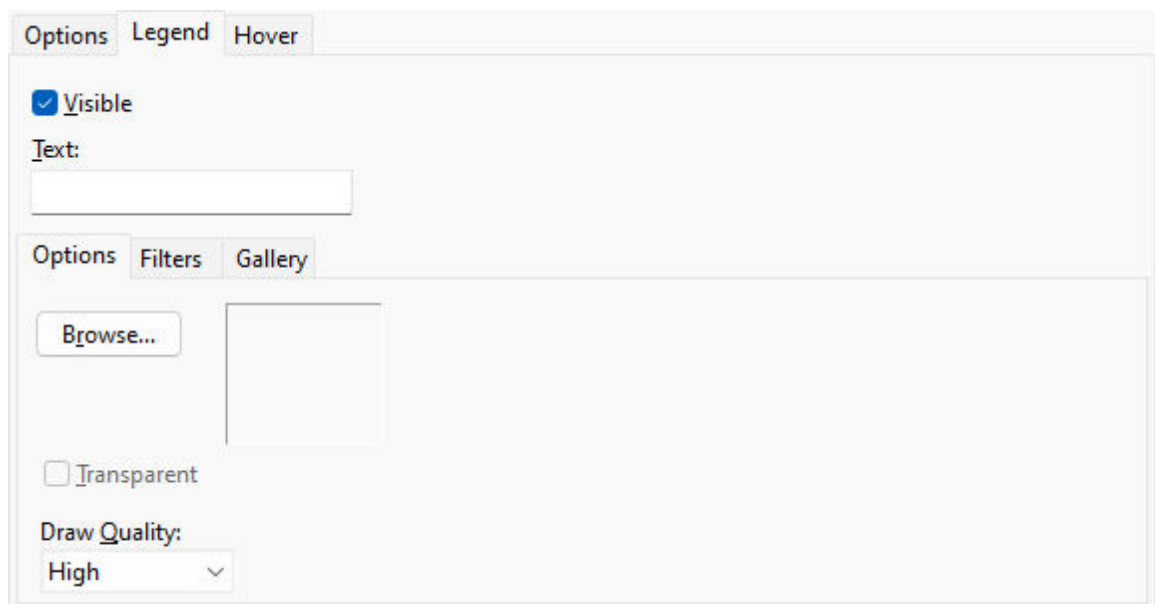 Options Legend Hover
Visible
Text:
Options Filters Gallery
Browse...
Transparent
Draw Quality:
High